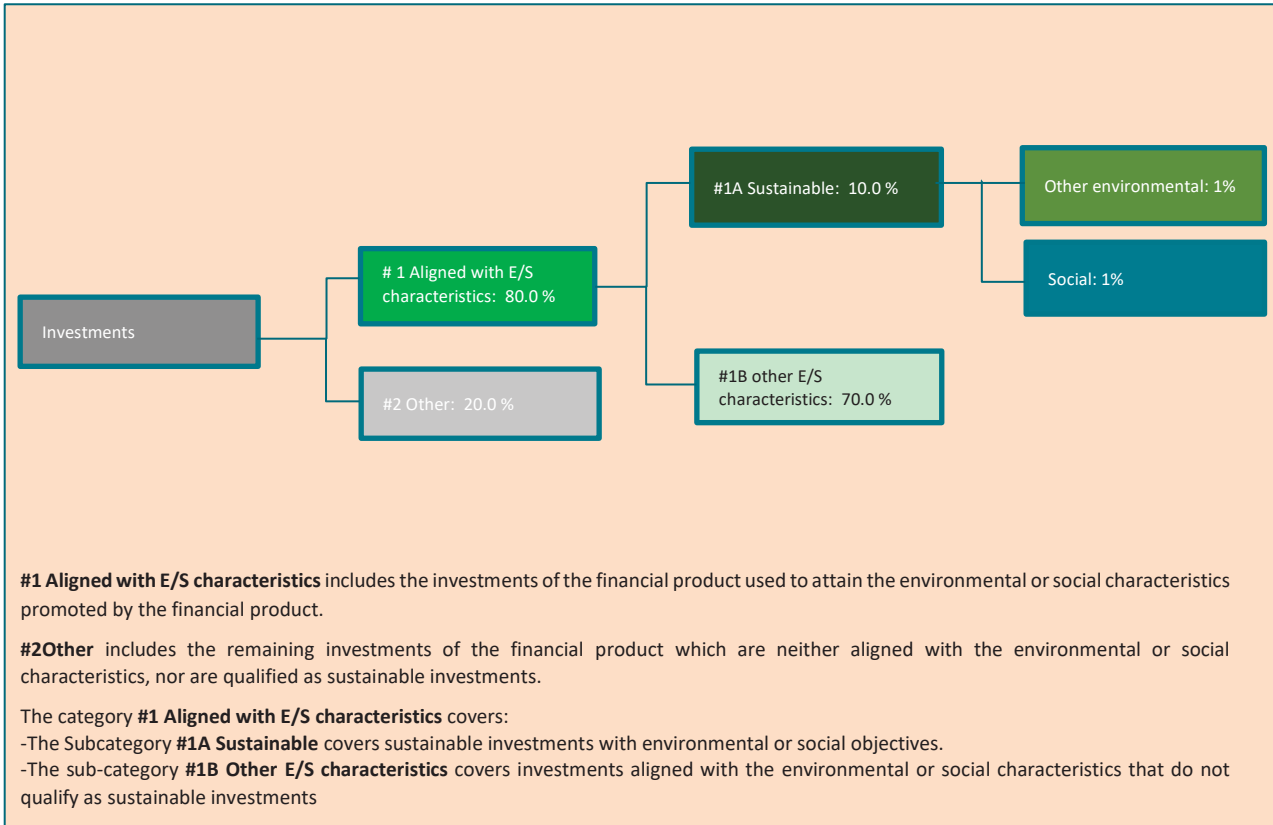 #1A Sustainable:  10.0 %
Other environmental: 1%
# 1 Aligned with E/S
characteristics:  80.0 %
Social: 1%
Investments
#1B other E/S
characteristics:  70.0 %
#2 Other:  20.0 %
#1 Aligned with E/S characteristics includes the investments of the financial product used to attain the environmental or social characteristics
promoted by the financial product.
#2Other includes the remaining investments of the financial product which are neither aligned with the environmental or social
characteristics, nor are qualified as sustainable investments.
The category #1 Aligned with E/S characteristics covers:
-The Subcategory #1A Sustainable covers sustainable investments with environmental or social objectives.
-The sub-category #1B Other E/S characteristics covers investments aligned with the environmental or social characteristics that do not
qualify as sustainable investments